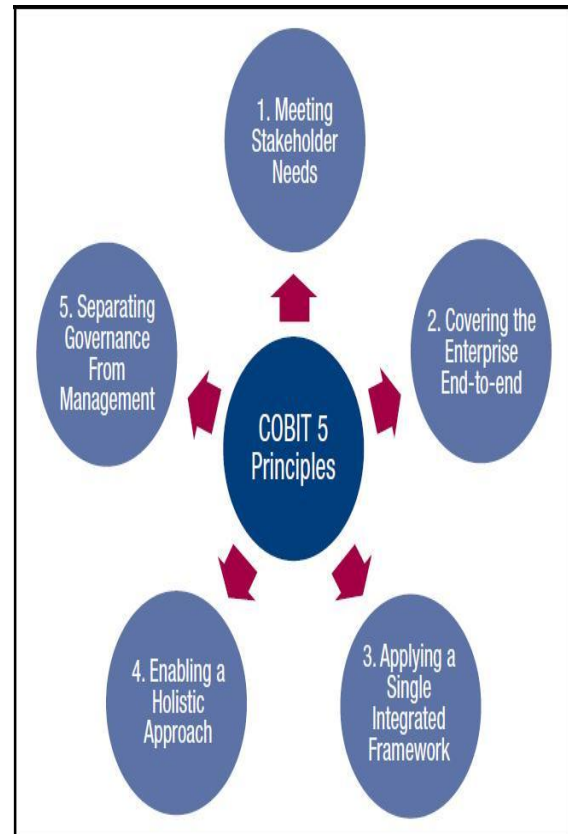 1. Meeting
Stakeholder
Needs
2. Covering the
Enterprise
End-to-end
3. Applying a
Single
Integrated
Framework
4. Enabling a
Holistic
Approach
5. Separating
Governance
From
Management
COBIT 5
Principles